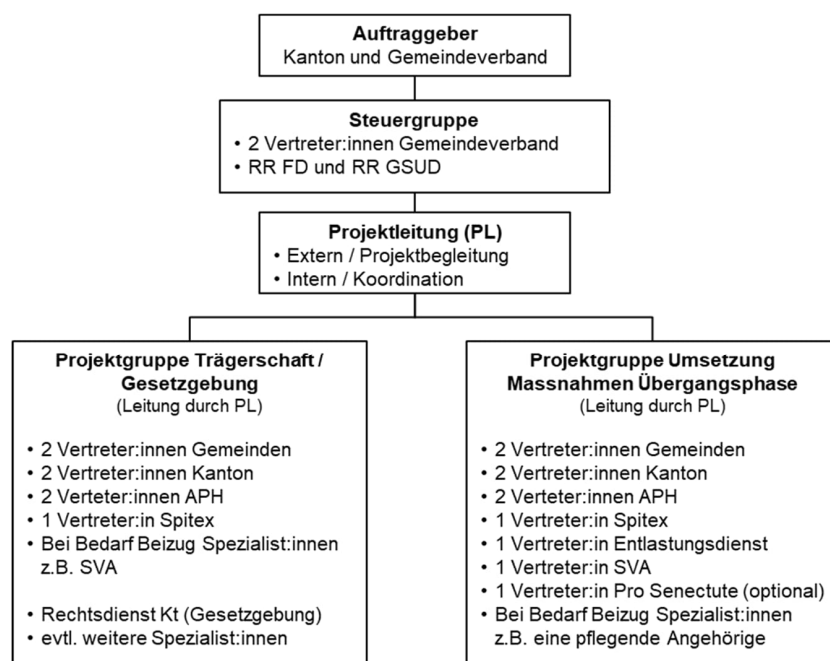 Auftraggeber
Kanton und Gemeindeverband
Steuergruppe
• 2 Vertreter:innen Gemeindeverband
• RR FD und RR GSUD
Projektleitung (PL)
• Extern / Projektbegleitung
• Intern / Koordination
Projektgruppe Trägerschaft /
Gesetzgebung
(Leitung durch PL)
• 2 Vertreter:innen Gemeinden
• 2 Vertreter:innen Kanton
• 2 Verteter:innen APH
• 1 Vertreter:in Spitex
• Bei Bedarf Beizug Spezialist:innen
z.B. SVA
• Rechtsdienst Kt (Gesetzgebung)
• evtl. weitere Spezialist:innen
Projektgruppe Umsetzung
Massnahmen Übergangsphase
(Leitung durch PL)
• 2 Vertreter:innen Gemeinden
• 2 Vertreter:innen Kanton
• 2 Verteter:innen APH
• 1 Vertreter:in Spitex
• 1 Vertreter:in Entlastungsdienst
• 1 Vertreter:in SVA
• 1 Vertreter:in Pro Senectute (optional)
• Bei Bedarf Beizug Spezialist:innen
z.B. eine pflegende Angehörige